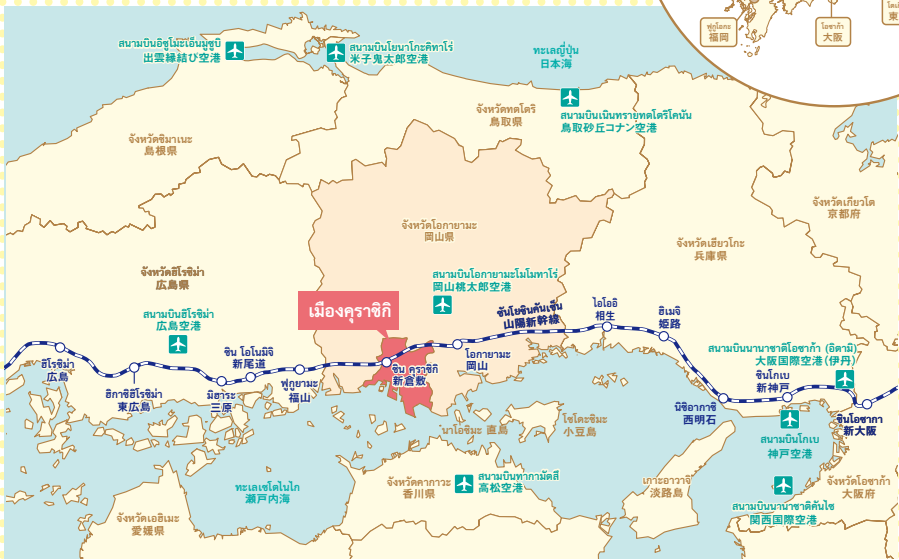 ฟุกุโอกะ
福岡
โอซาก้า
大阪
สนามบินอิซูโมะเอ็นมูซูบิ
出雲縁結び空港
สนามบินโยนาโกะคิทาโร่
米子鬼太郎空港
ทะเลญี่ปุ่น
日本海
จังหวัดทตโตริ
鳥取県
สนามบินเนินทรายทตโตริโคนัน
鳥取砂丘コナン空港
จังหวัดชิมาเนะ
島根県
จังหวัดเกียวโต
京都府
จังหวัดโอกายามะ
岡山県
จังหวัดเฮียวโกะ
兵庫県
จังหวัดฮิโรชิม่า
広島県
สนามบินโอกายามะโมโมทาโร่
岡山桃太郎空港
เมืองคุราชิกิ
ซันโยชินคันเซ็น
山陽新幹線
ไอโออิ
相生
ฮิเมจิ
姫路
สนามบินฮิโรชิม่า
広島空港
ชิน โอโนมิจิ
新尾道
สนามบินนานาชาติโอซาก้า (อิตามิ)
大阪国際空港(伊丹)
ฮิโรชิม่า
広島
ฮิกาชิฮิโรชิม่า
東広島
มิฮาระ
三原
ฟูกูยามะ
福山
ชิน คุราชิกิ
新倉敷
โอกายามะ
岡山
ชินโกเบ
新神戸
นิชิอากาชิ
西明石
ชินโอซากา
新大阪
นาโอชิมะ 直島
โชโดะชิมะ
小豆島
สนามบินโกเบ
神戸空港
ทะเลเซโตไนไก
瀬戸内海
จังหวัดคากาวะ
香川県
สนามบินทากามัตสึ
高松空港
เกาะอาวาจิ
淡路島
จังหวัดโอซาก้า
大阪府
จังหวัดเอฮิเมะ
愛媛県
สนามบินนานาชาติคันไซ
関西国際空港